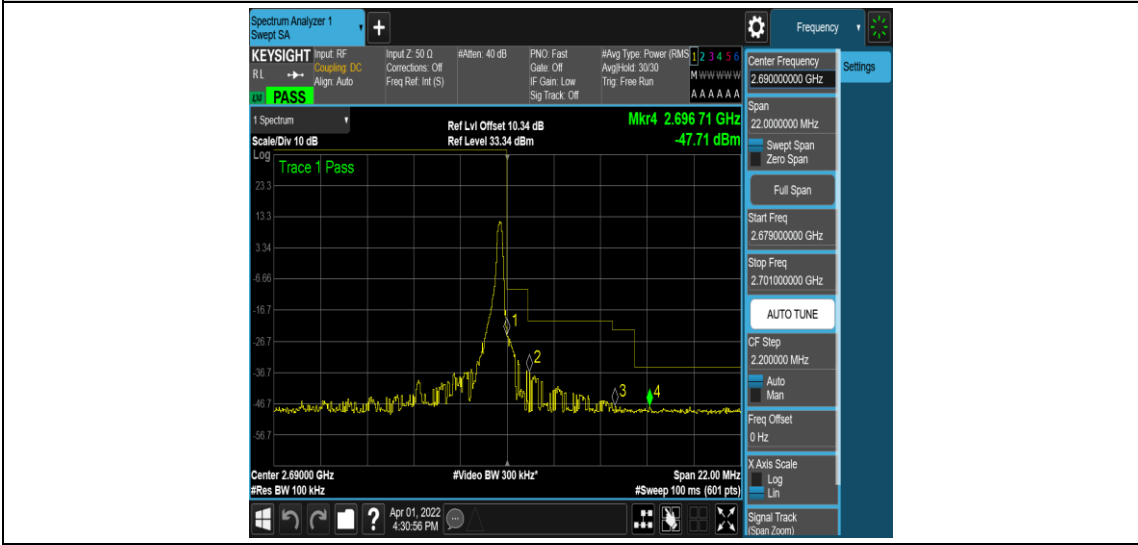 Spectrum Analyzer 1
Swept SA
+
Frequency
KEYSIGHT
Input: RF
Coupling: DC
Align: Auto
Input Z: 50 Ω
Corrections: Off
Freq Ref: Int (S)
#Atten: 40 dB
PNO: Fast
Gate: Off
IF Gain: Low
Sig Track: Off
#Avg Type: Power (RMS
Avg|Hold: 30/30
Trig: Free Run
1 2 3 4 5 6
M W W W W W
A A A A A A
R L
PASS
1 Spectrum
Scale/Div 10 dB
Ref Lvl Offset 10.34 dB
Ref Level 33.34 dBm
Mkr4 2.696 71 GHz
-47.71 dBm
Log
Trace 1 Pass
23.3
13.3
3.34
-6.66
-16.7
-26.7
-36.7
-46.7
-56.7
1
2
3
4
Center 2.69000 GHz
#Video BW 300 kHz*
Span 22.00 MHz
#Res BW 100 kHz
#Sweep 100 ms (601 pts)
?
Apr 01, 2022
4:30:56 PM
Center Frequency
2.690000000 GHz
Settings
Span
22.0000000 MHz
Swept Span
Zero Span
Full Span
Start Freq
2.679000000 GHz
Stop Freq
2.701000000 GHz
AUTO TUNE
CF Step
2.200000 MHz
Auto
Man
Freq Offset
0 Hz
X Axis Scale
Log
Lin
Signal Track
(Span Zoom)